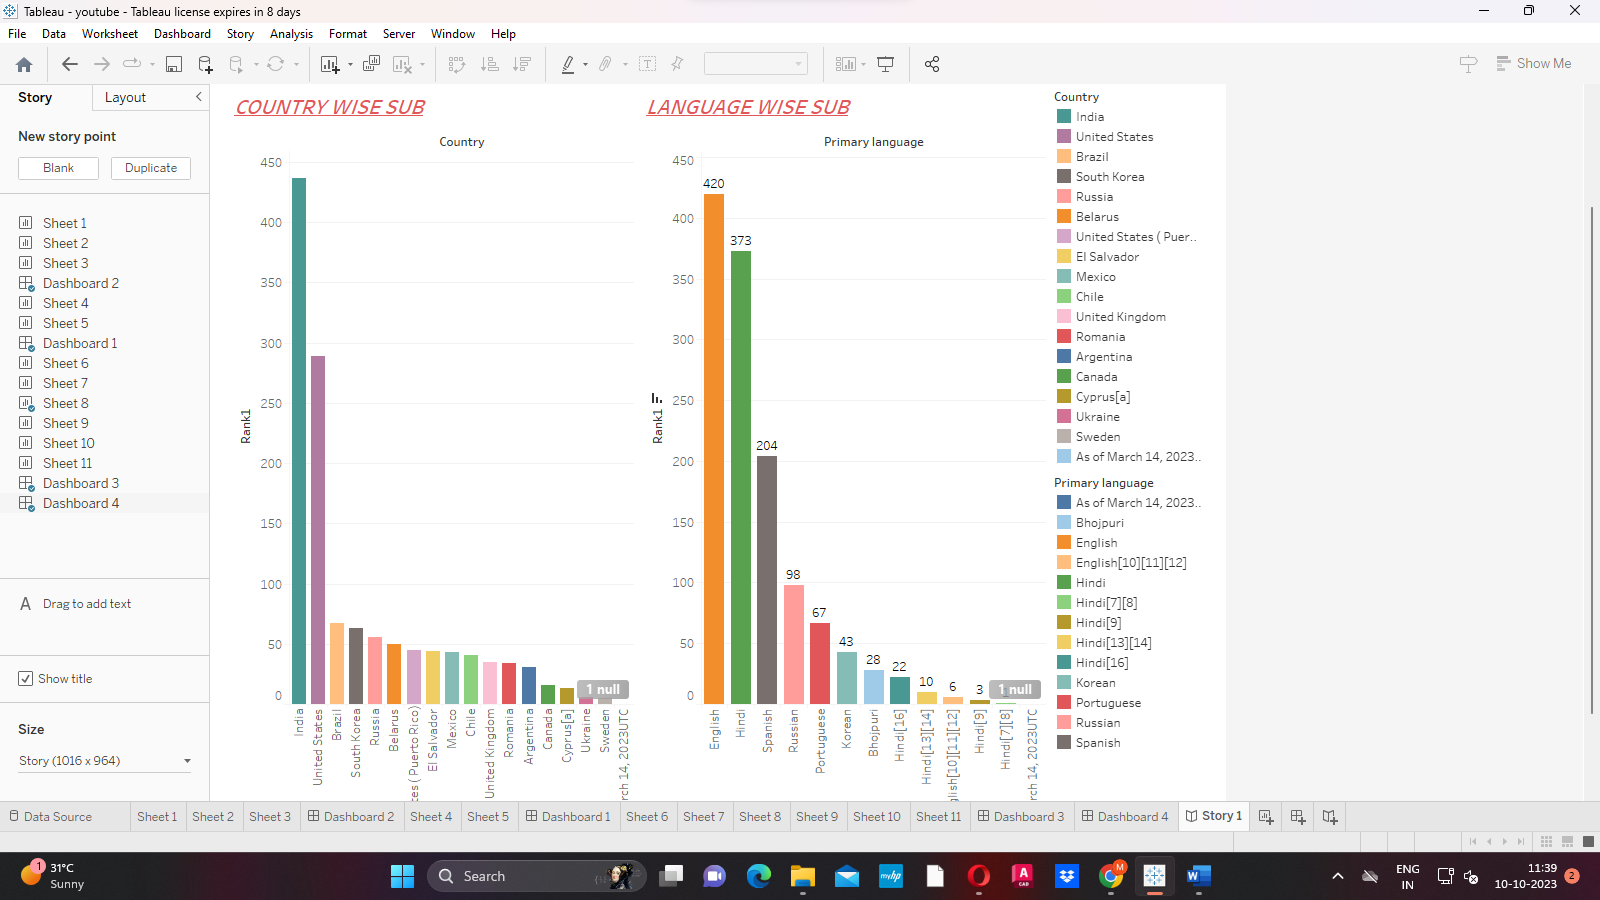 Tableau - youtube - Tableau license expires in 8 days
File Data Worksheet Dashboard Story Analysis Format Server Window Help
Show Me
Story Layout
New story point
Blank Duplicate
Sheet 1
Sheet 2
Sheet 3
Dashboard 2
Sheet 4
Sheet 5
Dashboard 1
Sheet 6
Sheet 7
Sheet 8
Sheet 9
Sheet 10
Sheet 11
Dashboard 3
Dashboard 4
A Drag to add text
Show title
Size
Story (1016 x 964)
COUNTRY WISE SUB
Country
450
400
350
300
250
200
150
100
50
0
Rank1
1 null
India
United States
Brazil
South Korea
Russia
Belarus
ces ( Puerto Rico)
El Salvador
Mexico
Chile
United Kingdom
Romania
Argentina
Canada
Cyprus[a]
Ukraine
Sweden
rch 14, 2023UTC
LANGUAGE WISE SUB
Primary language
450
400
350
300
250
200
150
100
50
0
Rank1
420
373
204
98
67
43
28
22
10
6
3
1 null
English
Hindi
Spanish
Russian
Portuguese
Korean
Bhojpuri
Hindi[16]
Hindi[13][14]
glish[10][11][12]
Hindi[9]
Hindi[7][8]
rch 14, 2023UTC
Country
India
United States
Brazil
South Korea
Russia
Belarus
United States ( Puer..
El Salvador
Mexico
Chile
United Kingdom
Romania
Argentina
Canada
Cyprus[a]
Ukraine
Sweden
As of March 14, 2023..
Primary language
As of March 14, 2023..
Bhojpuri
English
English[10][11][12]
Hindi
Hindi[7][8]
Hindi[9]
Hindi[13][14]
Hindi[16]
Korean
Portuguese
Russian
Spanish
Data Source Sheet 1 Sheet 2 Sheet 3 Dashboard 2 Sheet 4 Sheet 5 Dashboard 1 Sheet 6 Sheet 7 Sheet 8 Sheet 9 Sheet 10 Sheet 11 Dashboard 3 Dashboard 4 Story 1
1
31°C
Sunny
Search
myhp
A
CAD
M
W
ENG
IN
11:39
10-10-2023
2